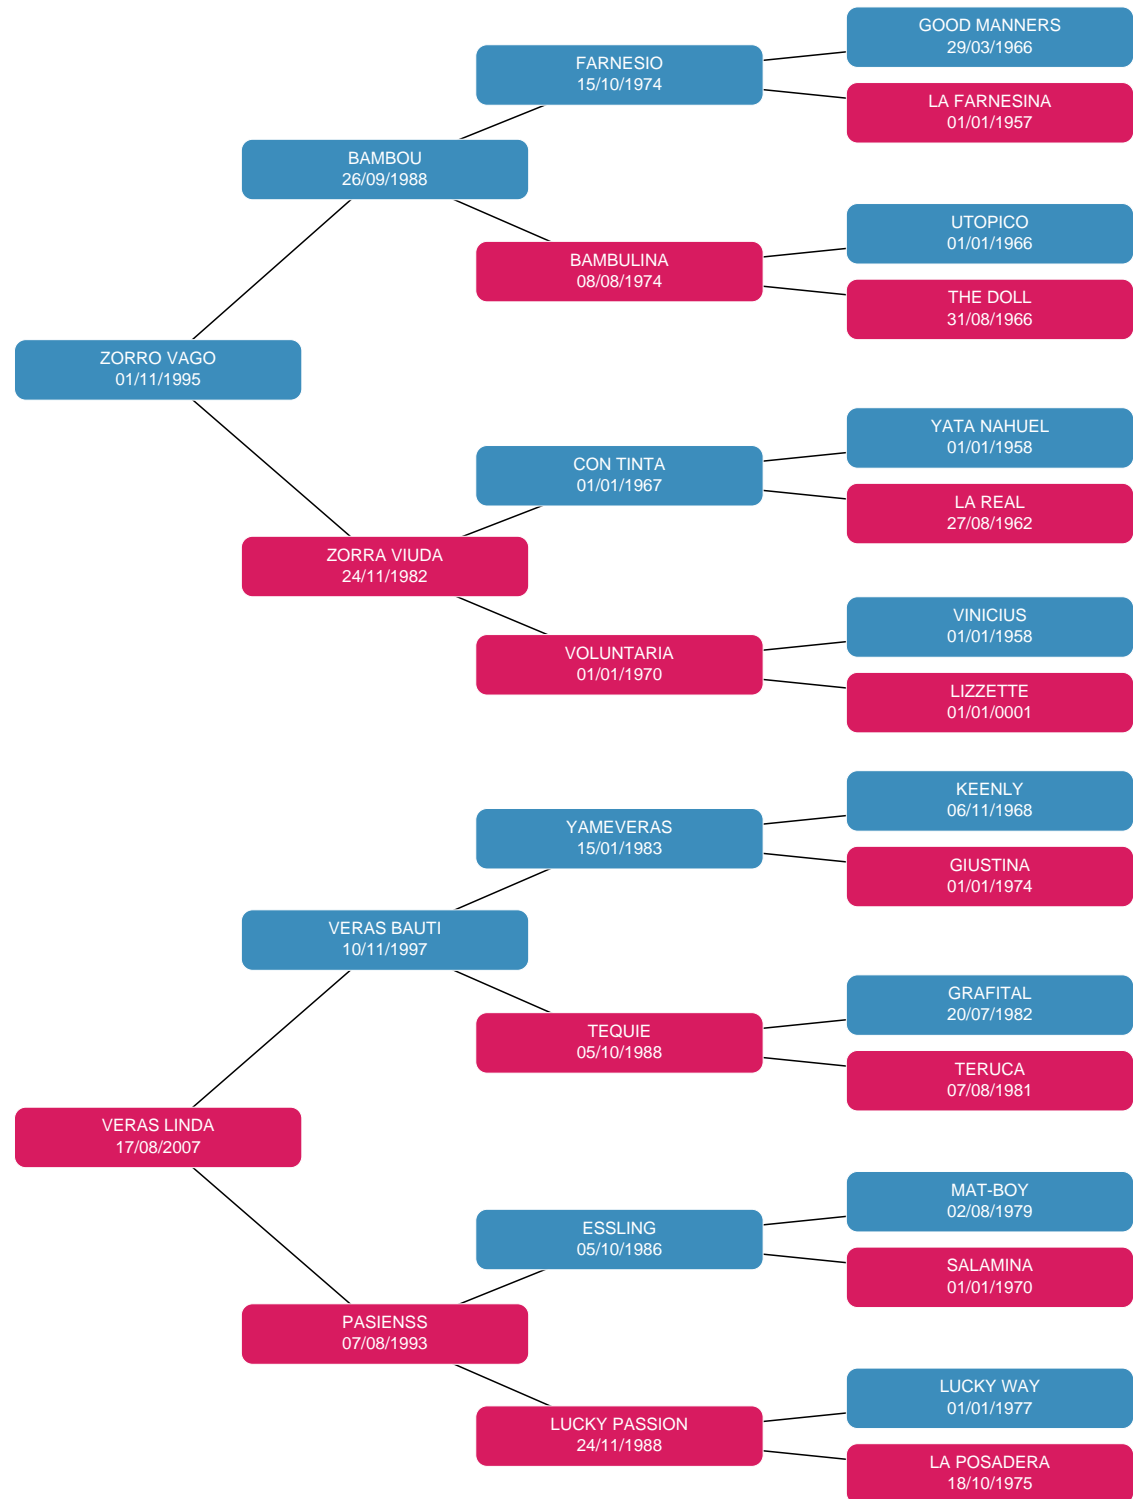 GOOD MANNERS
29/03/1966
FARNESIO
15/10/1974
LA FARNESINA
01/01/1957
BAMBOU
26/09/1988
UTOPICO
01/01/1966
BAMBULINA
08/08/1974
THE DOLL
31/08/1966
ZORRO VAGO
01/11/1995
YATA NAHUEL
01/01/1958
CON TINTA
01/01/1967
LA REAL
27/08/1962
ZORRA VIUDA
24/11/1982
VINICIUS
01/01/1958
VOLUNTARIA
01/01/1970
LIZZETTE
01/01/0001
KEENLY
06/11/1968
YAMEVERAS
15/01/1983
GIUSTINA
01/01/1974
VERAS BAUTI
10/11/1997
GRAFITAL
20/07/1982
TEQUIE
05/10/1988
TERUCA
07/08/1981
VERAS LINDA
17/08/2007
MAT-BOY
02/08/1979
ESSLING
05/10/1986
SALAMINA
01/01/1970
PASIENSS
07/08/1993
LUCKY WAY
01/01/1977
LUCKY PASSION
24/11/1988
LA POSADERA
18/10/1975